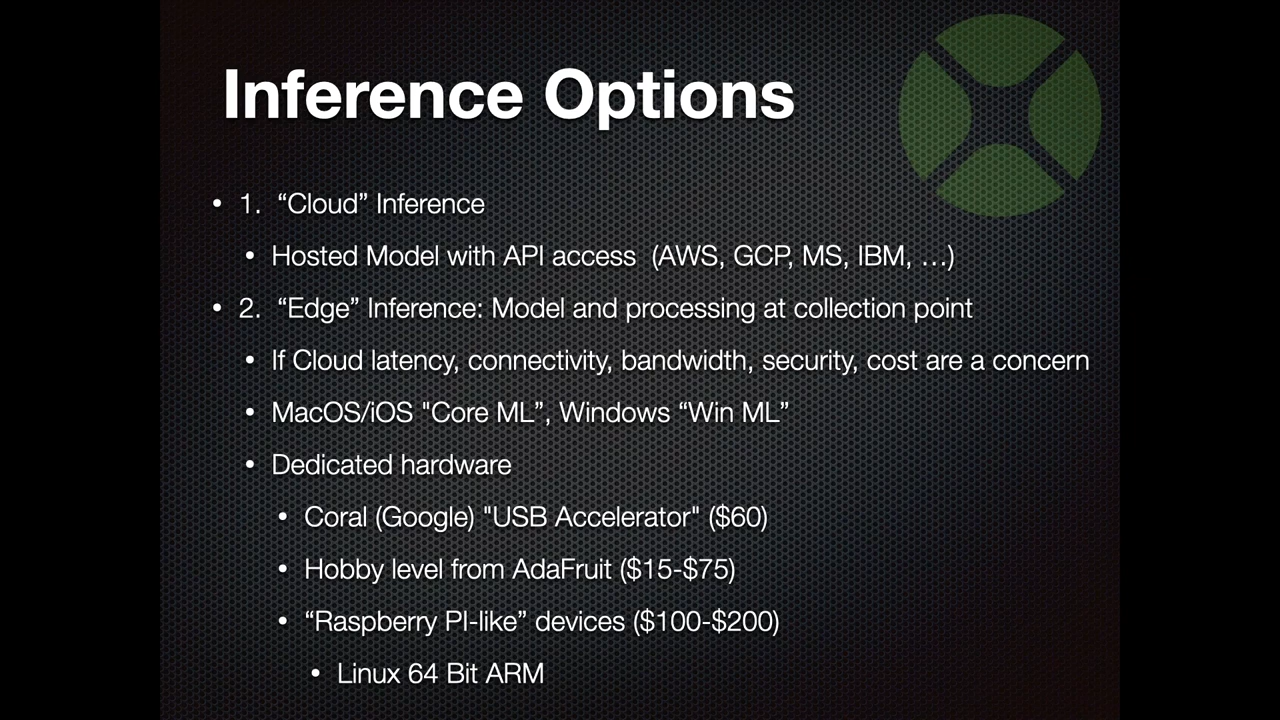 Inference Options
• 1. “Cloud” Inference
• Hosted Model with API access (AWS, GCP, MS, IBM, …)
• 2. “Edge” Inference: Model and processing at collection point
• If Cloud latency, connectivity, bandwidth, security, cost are a concern
• MacOS/iOS "Core ML”, Windows “Win ML”
• Dedicated hardware
• Coral (Google) "USB Accelerator" ($60)
• Hobby level from AdaFruit ($15-$75)
• “Raspberry PI-like” devices ($100-$200)
• Linux 64 Bit ARM